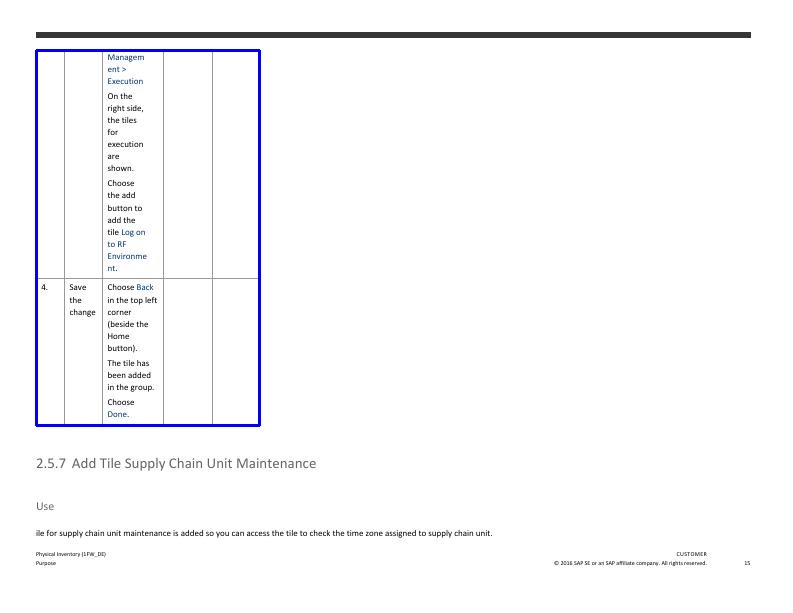 Managem
ent >
Execution
On the
right side,
the tiles
for
execution
are
shown.
Choose
the add
button to
add the
tile Log on
to RF
Environme
nt.
4.
Save
the
change
Choose Back
in the top left
corner
(beside the
Home
button).
The tile has
been added
in the group.
Choose
Done.
2.5.7 Add Tile Supply Chain Unit Maintenance
Use
ile for supply chain unit maintenance is added so you can access the tile to check the time zone assigned to supply chain unit.
Physical Inventory (1FW_DE)
Purpose
CUSTOMER
© 2016 SAP SE or an SAP affiliate company. All rights reserved.
15